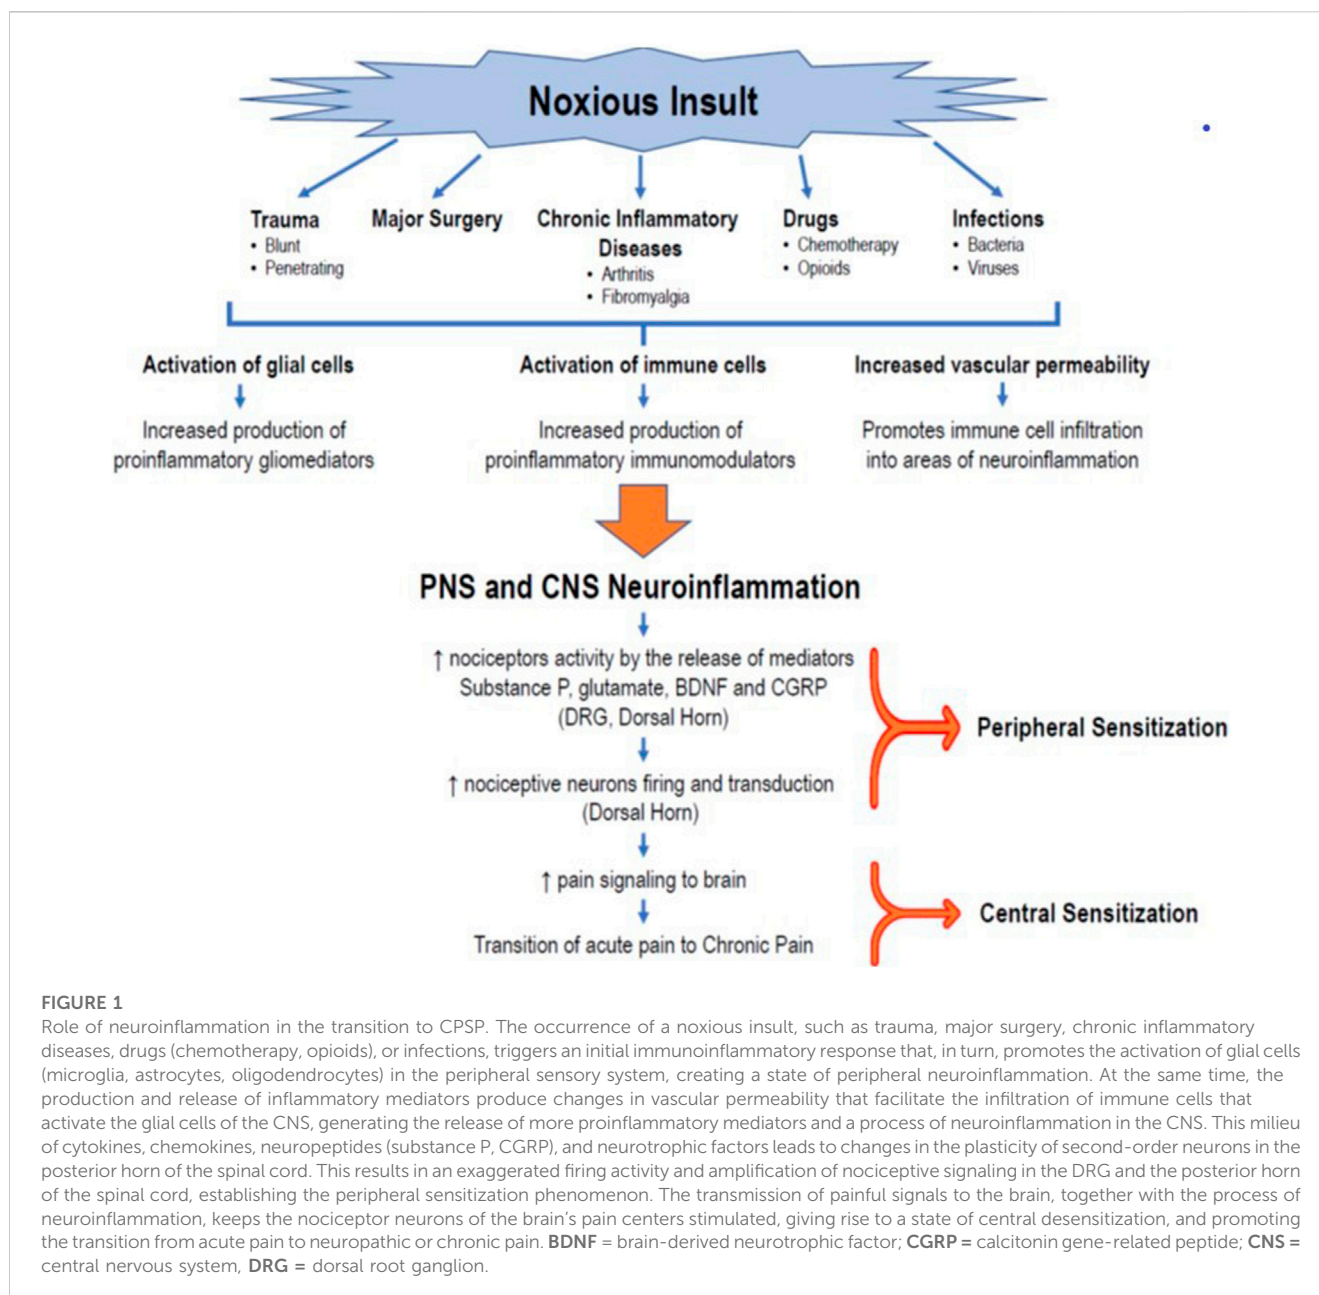 Noxious Insult
Trauma
• Blunt
• Penetrating
Major Surgery
Chronic Inflammatory
Diseases
• Arthritis
• Fibromyalgia
Drugs
• Chemotherapy
• Opioids
Infections
• Bacteria
• Viruses
Activation of glial cells
Increased production of
proinflammatory gliomediators
Activation of immune cells
Increased production of
proinflammatory immunomodulators
Increased vascular permeability
Promotes immune cell infiltration
into areas of neuroinflammation
PNS and CNS Neuroinflammation
↑ nociceptors activity by the release of mediators
Substance P, glutamate, BDNF and CGRP
(DRG, Dorsal Horn)
↑ nociceptive neurons firing and transduction
(Dorsal Horn)
Peripheral Sensitization
↑ pain signaling to brain
Transition of acute pain to Chronic Pain
Central Sensitization
FIGURE 1
Role of neuroinflammation in the transition to CPSP. The occurrence of a noxious insult, such as trauma, major surgery, chronic inflammatory
diseases, drugs (chemotherapy, opioids), or infections, triggers an initial immunoinflammatory response that, in turn, promotes the activation of glial cells
(microglia, astrocytes, oligodendrocytes) in the peripheral sensory system, creating a state of peripheral neuroinflammation. At the same time, the
production and release of inflammatory mediators produce changes in vascular permeability that facilitate the infiltration of immune cells that
activate the glial cells of the CNS, generating the release of more proinflammatory mediators and a process of neuroinflammation in the CNS. This milieu
of cytokines, chemokines, neuropeptides (substance P, CGRP), and neurotrophic factors leads to changes in the plasticity of second-order neurons in the
posterior horn of the spinal cord. This results in an exaggerated firing activity and amplification of nociceptive signaling in the DRG and the posterior horn
of the spinal cord, establishing the peripheral sensitization phenomenon. The transmission of painful signals to the brain, together with the process of
neuroinflammation, keeps the nociceptor neurons of the brain's pain centers stimulated, giving rise to a state of central desensitization, and promoting
the transition from acute pain to neuropathic or chronic pain. BDNF = brain-derived neurotrophic factor; CGRP = calcitonin gene-related peptide; CNS =
central nervous system, DRG = dorsal root ganglion.